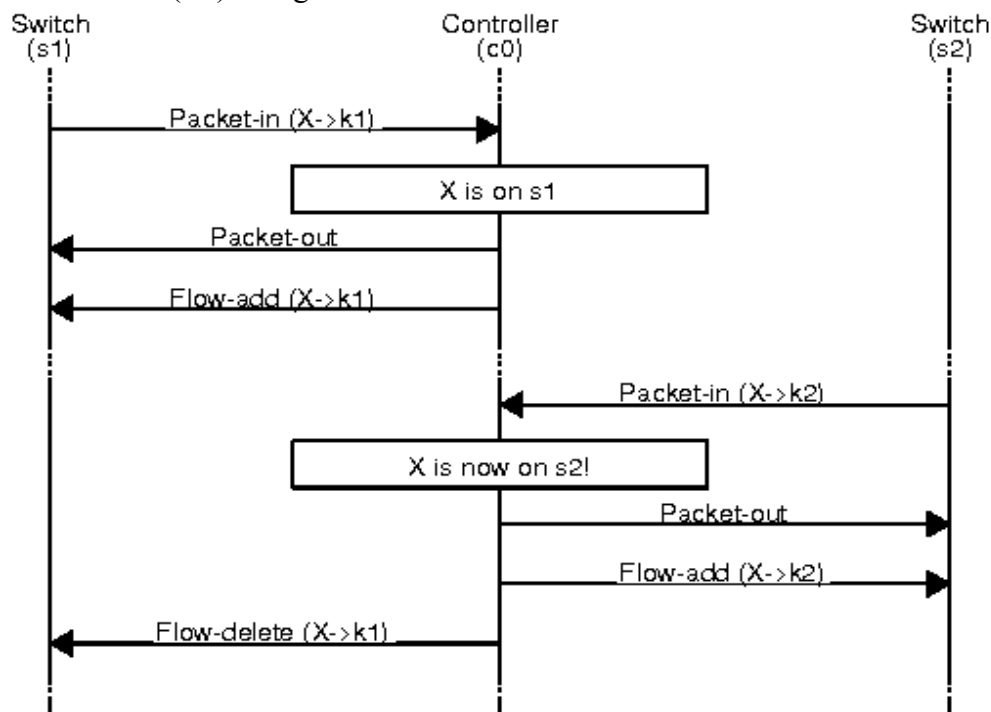 Switch Controller Switch
(s1) (c0) (s2)
Packet-in (X->k1)
X is on s1
Packet-out
Flow-add (X->k1)
Packet-in (X->k2)
X is now on s2!
Packet-out
Flow-add (X->k2)
Flow-delete (X->k1)